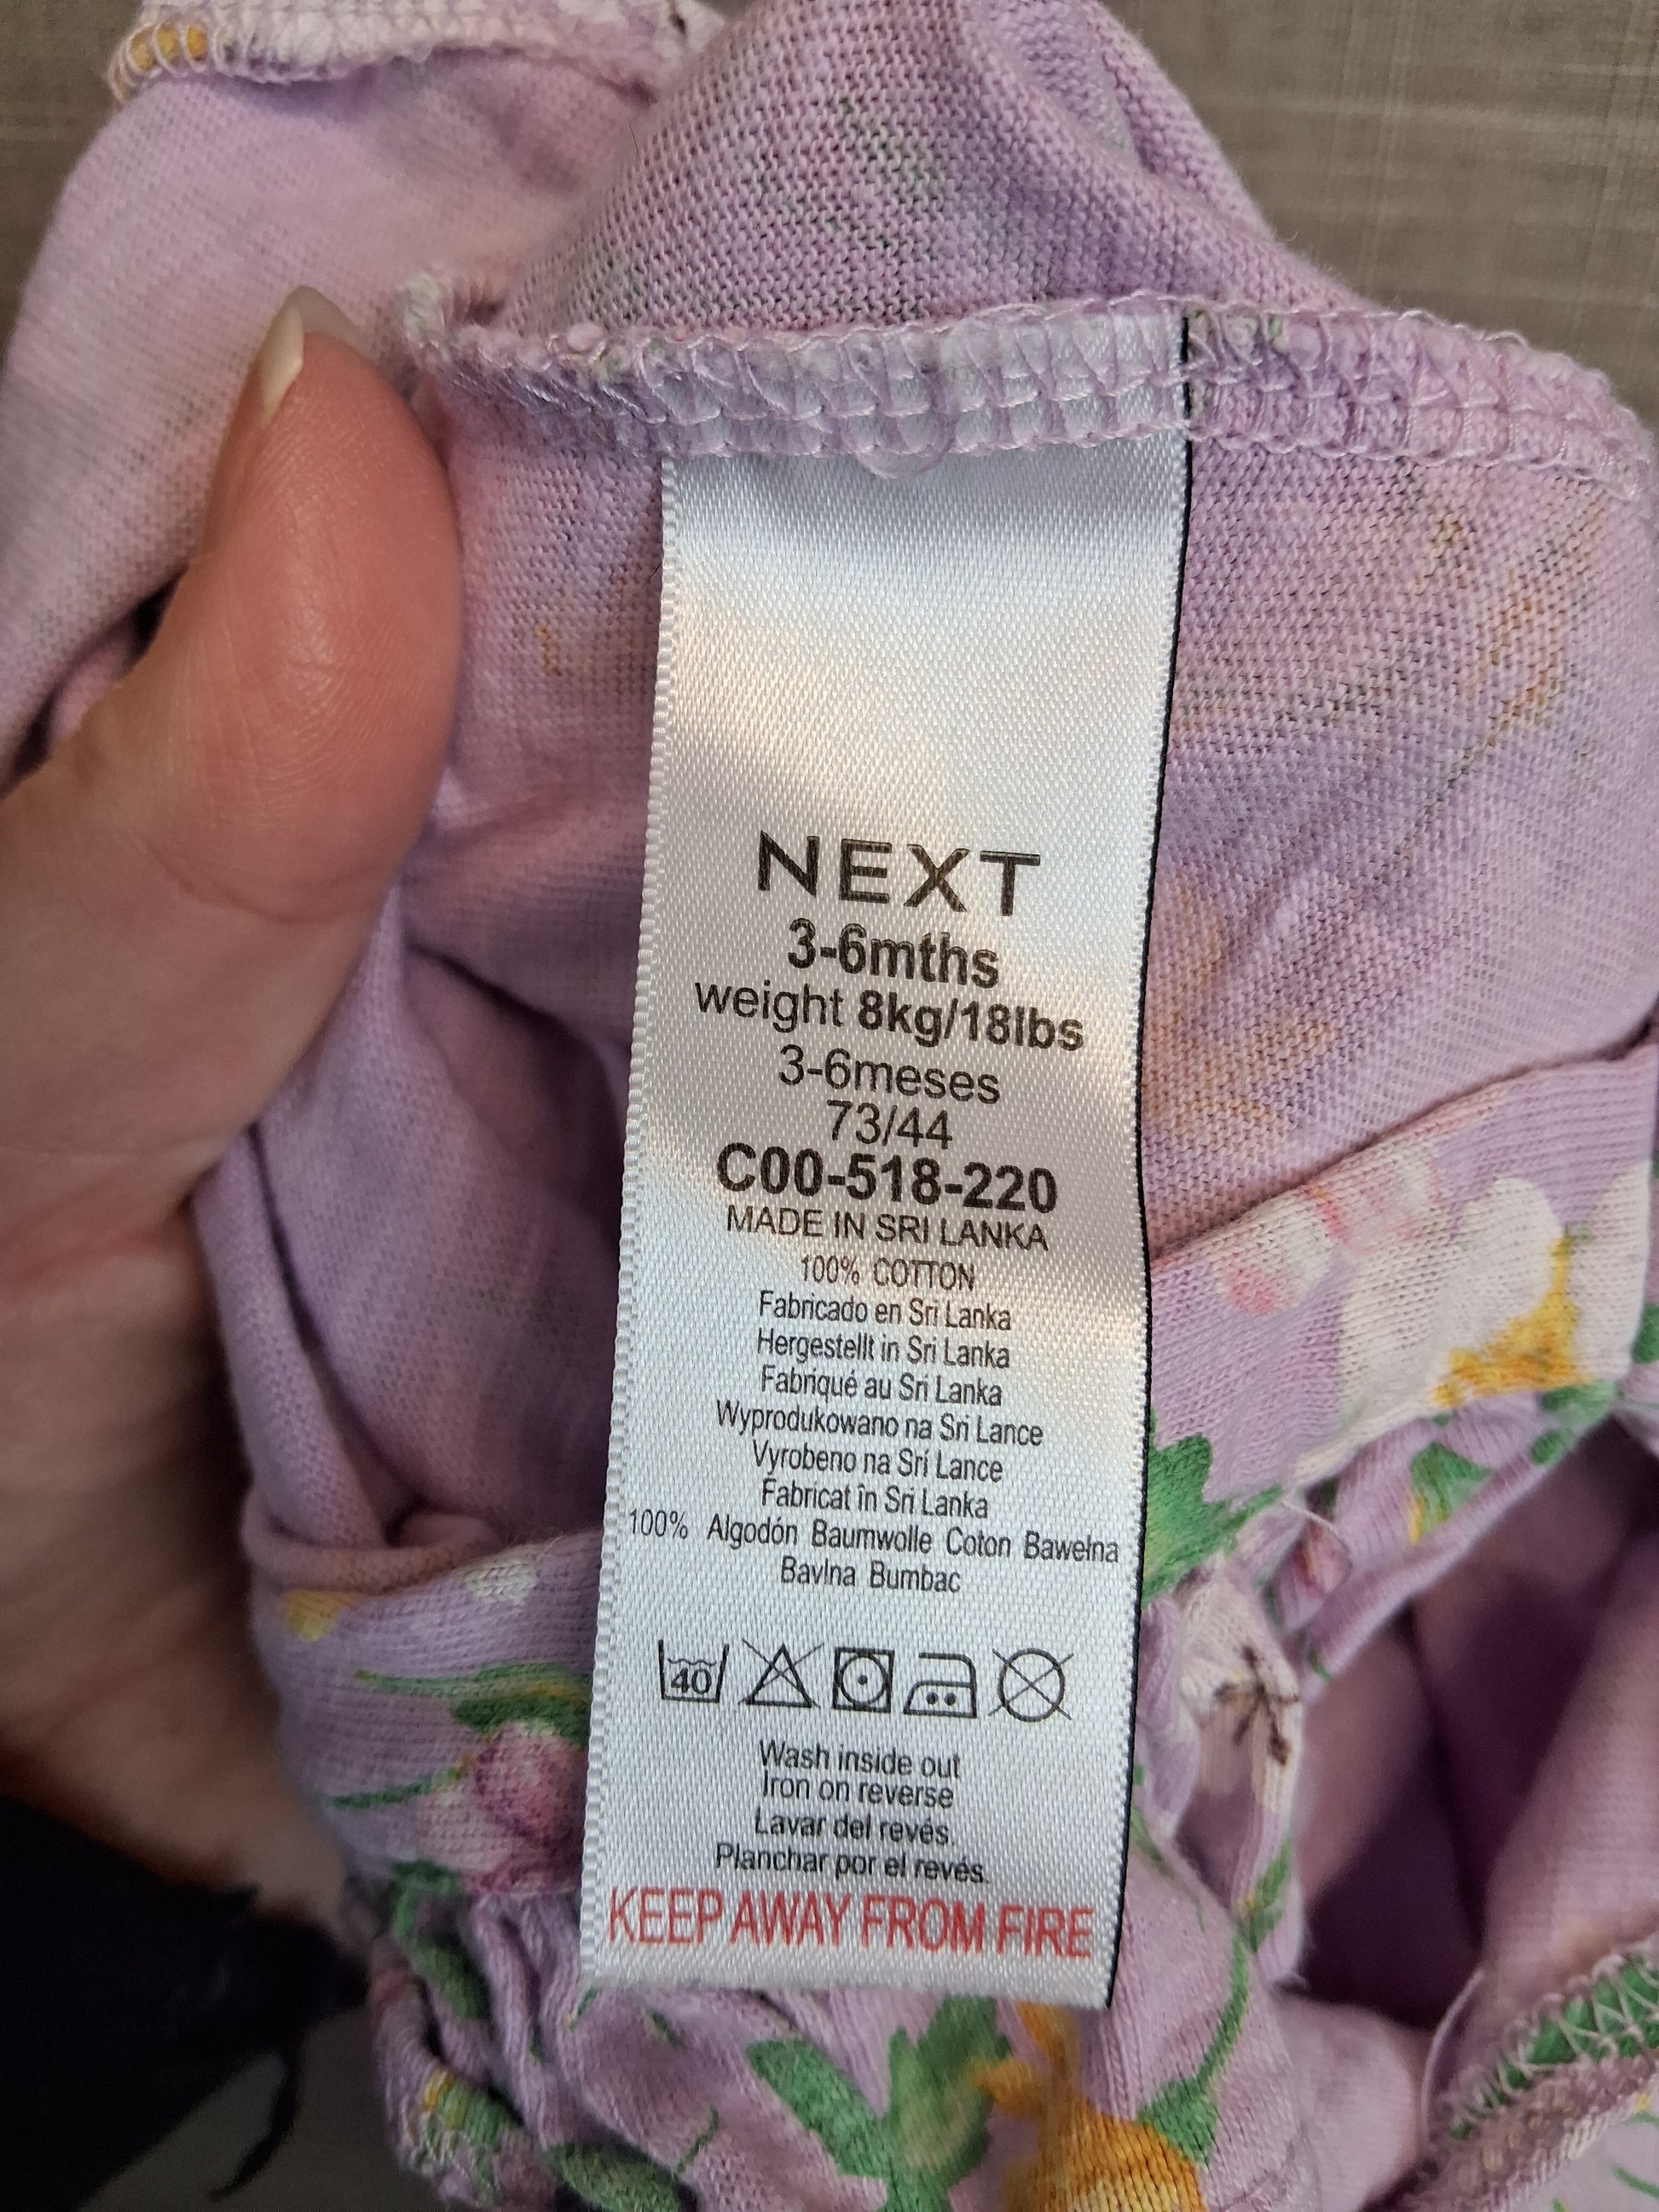 NEXT
3-6mths
weight 8kg/18lbs
3-6meses
73/44
C00-518-220
MADE IN SRI LANKA
100% COTTON
Fabricado en Sri Lanka
Hergestellt in Sri Lanka
Fabriqué au Sri Lanka
Wyprodukowano na Sri Lance
Vyrobeno na Srí Lance
Fabricat în Sri Lanka
100% Algodón Baumwolle Coton Bawełna
Bavlna Bumbac
40
Wash inside out
Iron on reverse
Lavar del revés.
Planchar por el revés.
KEEP AWAY FROM FIRE